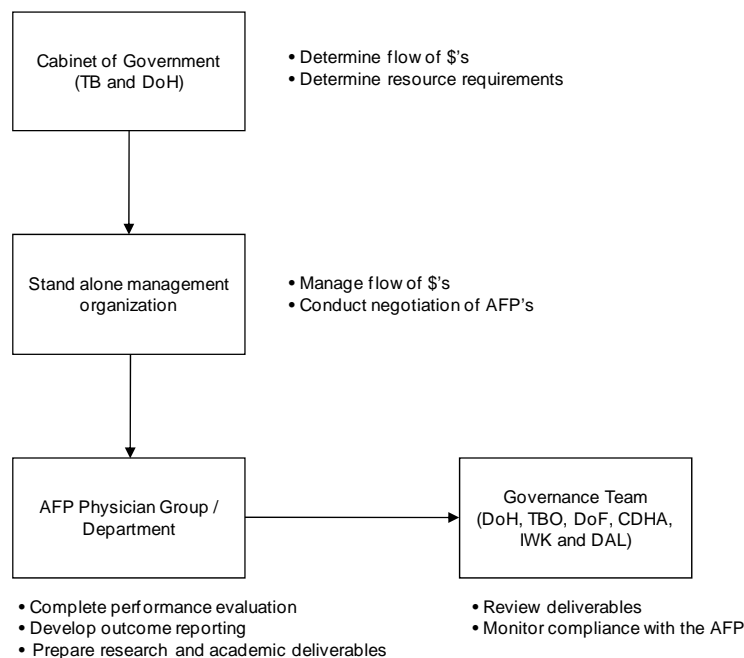 Cabinet of Government
(TB and DoH)
• Determine flow of $'s
• Determine resource requirements
Stand alone management
organization
• Manage flow of $'s
• Conduct negotiation of AFP's
AFP Physician Group /
Department
Governance Team
(DoH, TBO, DoF, CDHA,
IWK and DAL)
• Complete performance evaluation
• Develop outcome reporting
• Prepare research and academic deliverables
• Review deliverables
• Monitor compliance with the AFP